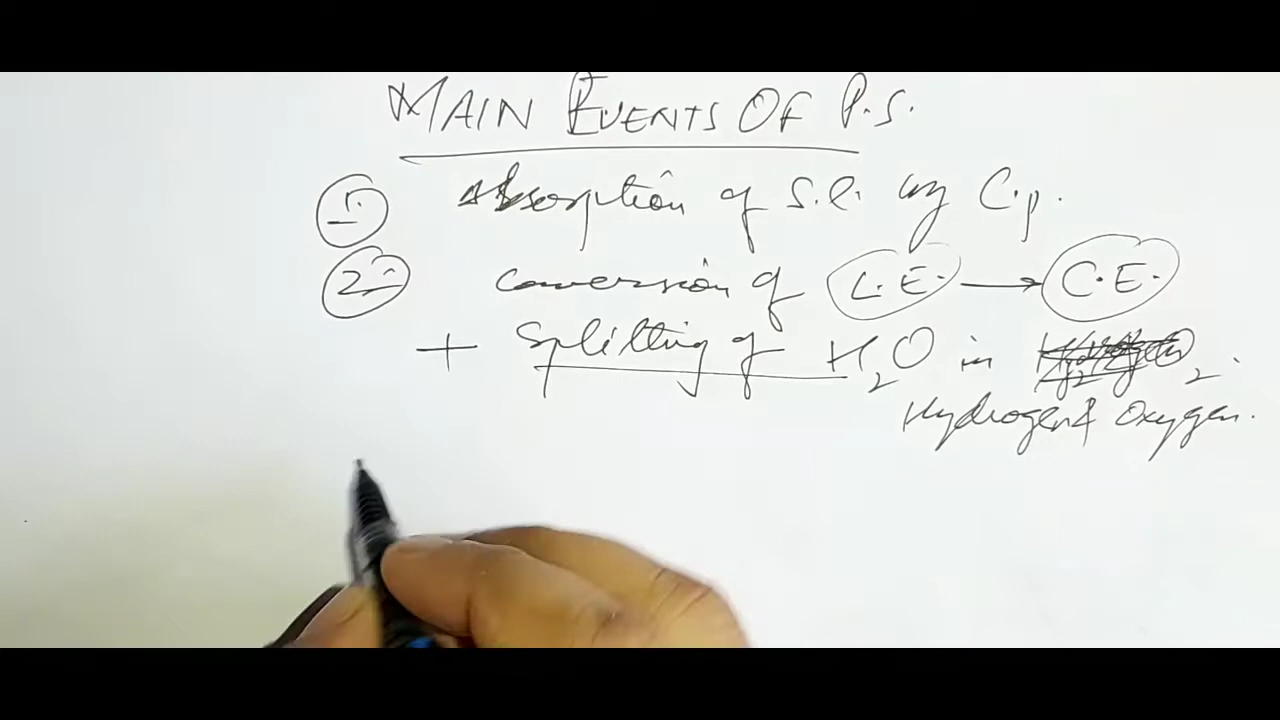 MAIN EVENTS OF P.S.
1. Absorption of S.l. by C.p.
2. Conversion of L.E. → C.E.
+ Splitting of H2O in
Hydrogen & Oxygen.